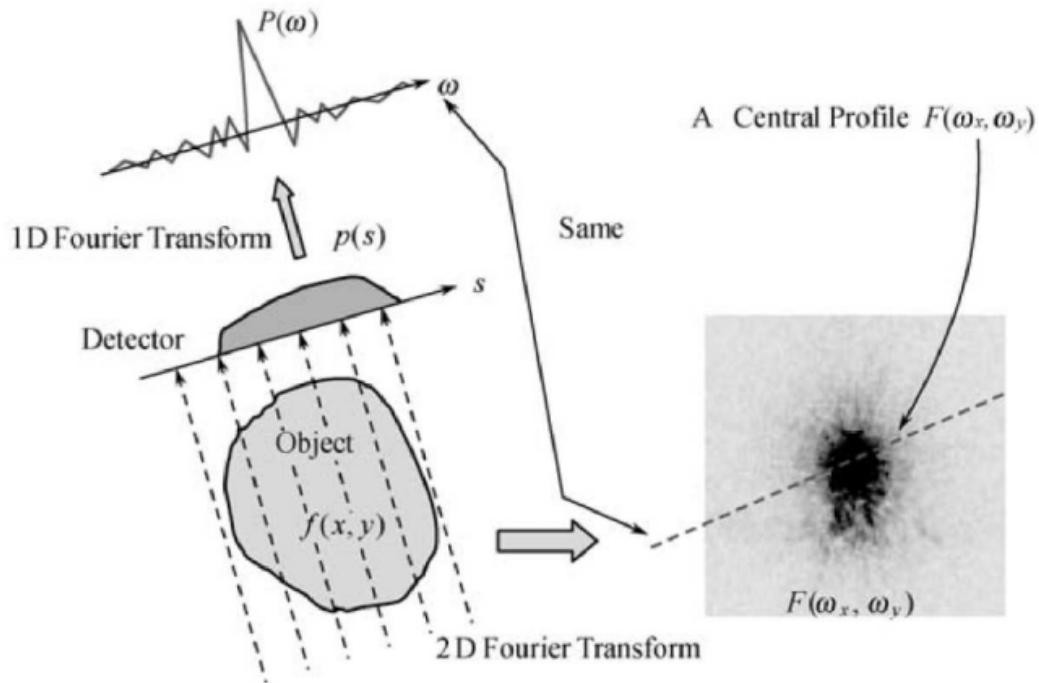 P(ω)
ω
A Central Profile F(ωx, ωy)
1D Fourier Transform
p(s)
Same
s
Detector
Object
f(x, y)
F(ωx, ωy)
2D Fourier Transform